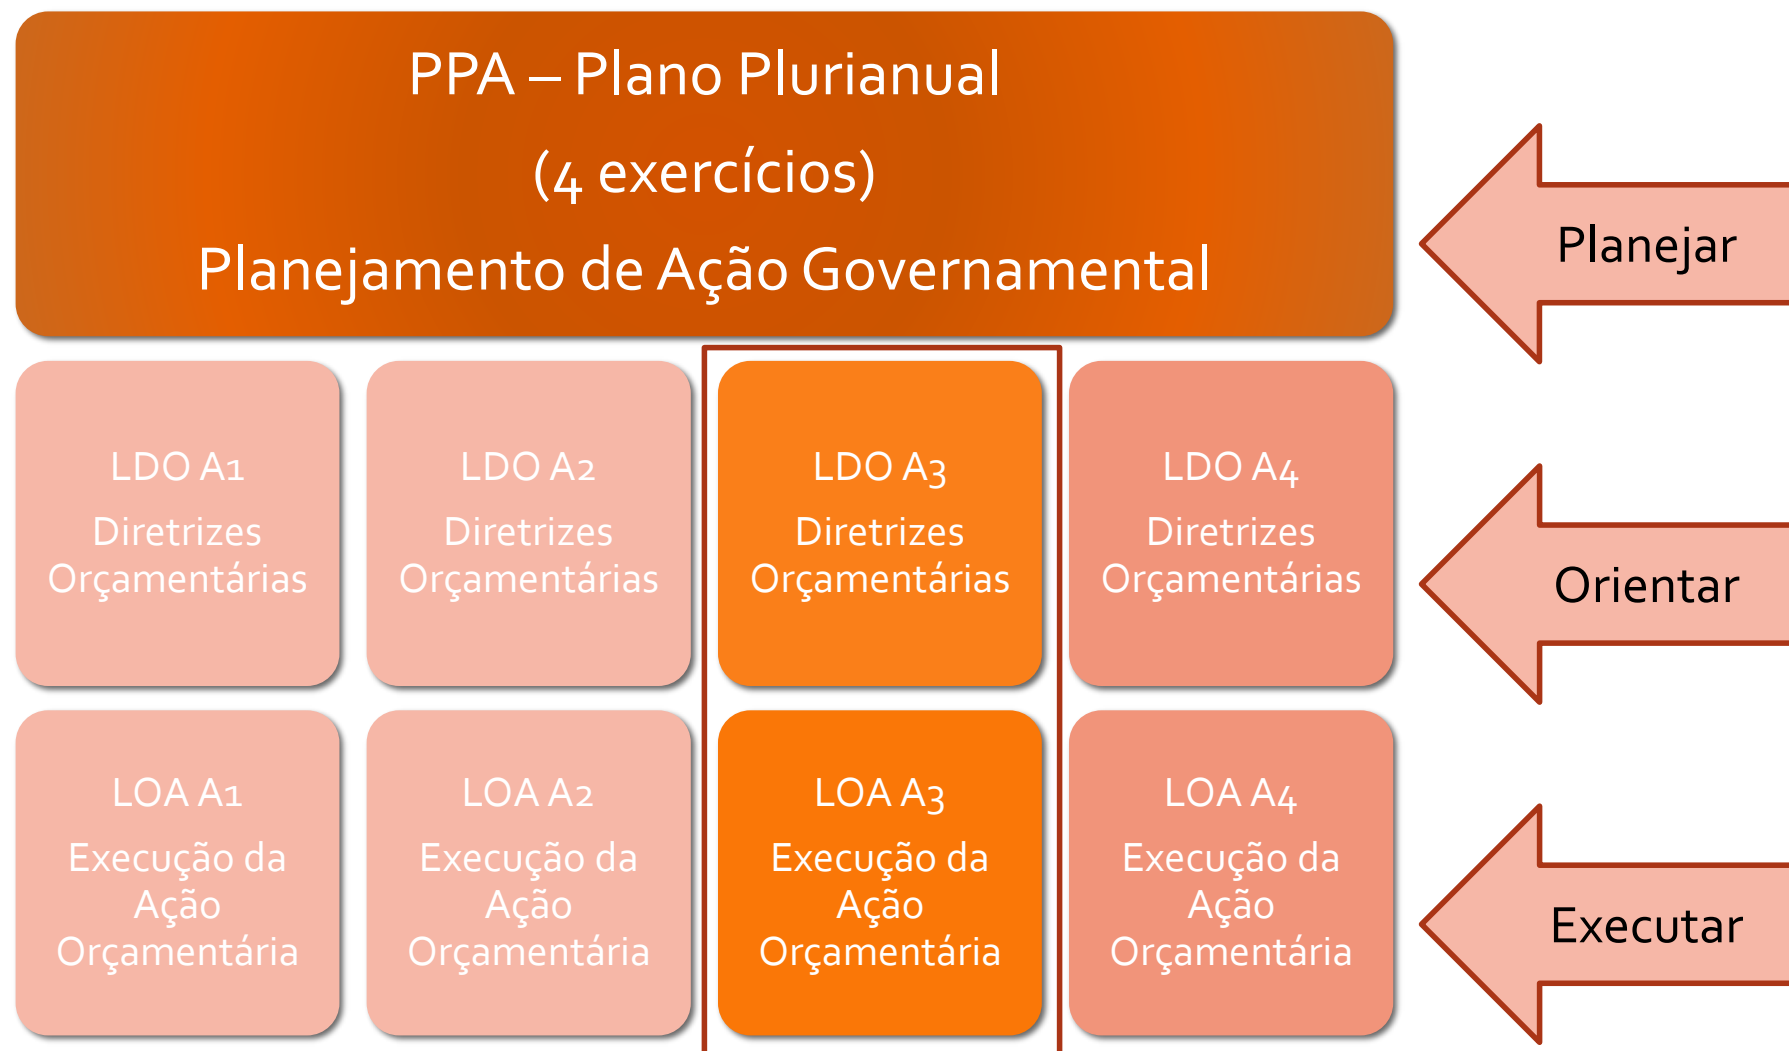 PPA – Plano Plurianual
(4 exercícios)
Planejamento de Ação Governamental
Planejar
LDO A1
Diretrizes
Orçamentárias
LDO A2
Diretrizes
Orçamentárias
LDO A3
Diretrizes
Orçamentárias
LDO A4
Diretrizes
Orçamentárias
Orientar
LOA A1
Execução da
Ação
Orçamentária
LOA A2
Execução da
Ação
Orçamentária
LOA A3
Execução da
Ação
Orçamentária
LOA A4
Execução da
Ação
Orçamentária
Executar